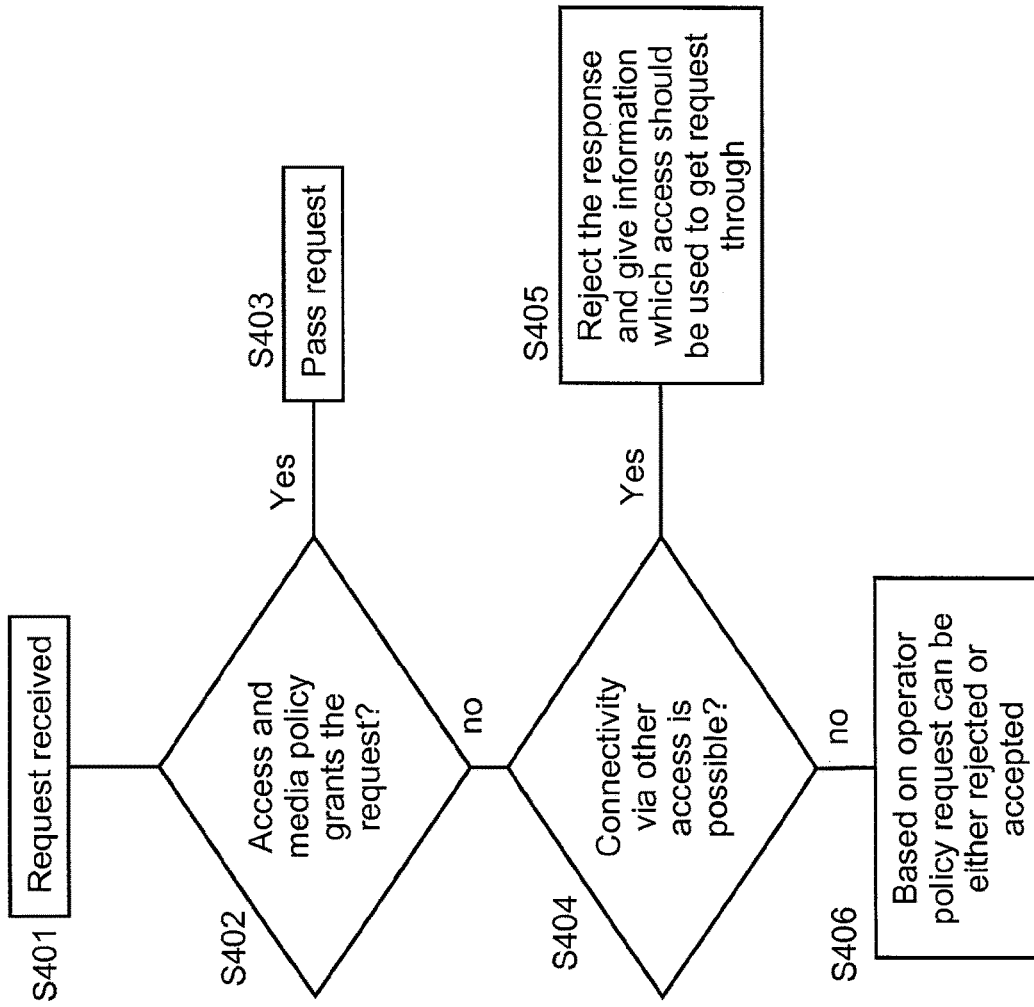 S401
Request received
S402
Access and
media policy
grants the
request?
Yes
S403
Pass request
no
S404
Connectivity
via other
access is
possible?
Yes
S405
Reject the response
and give information
which access should
be used to get request
through
no
S406
Based on operator
policy request can be
either rejected or
accepted